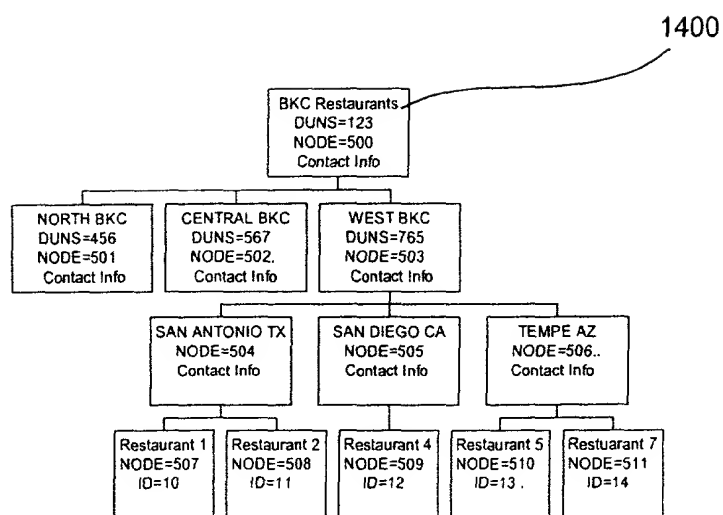 1400
BKC Restaurants
DUNS=123
NODE=500
Contact Info
NORTH BKC
DUNS=456
NODE=501
Contact Info
CENTRAL BKC
DUNS=567
NODE=502.
Contact Info
WEST BKC
DUNS=765
NODE=503
Contact Info
SAN ANTONIO TX
NODE=504
Contact Info
SAN DIEGO CA
NODE=505
Contact Info
TEMPE AZ
NODE=506..
Contact Info
Restaurant 1
NODE=507
ID=10
Restaurant 2
NODE=508
ID=11
Restaurant 4
NODE=509
ID=12
Restaurant 5
NODE=510
ID=13 .
Restuarant 7
NODE=511
ID=14